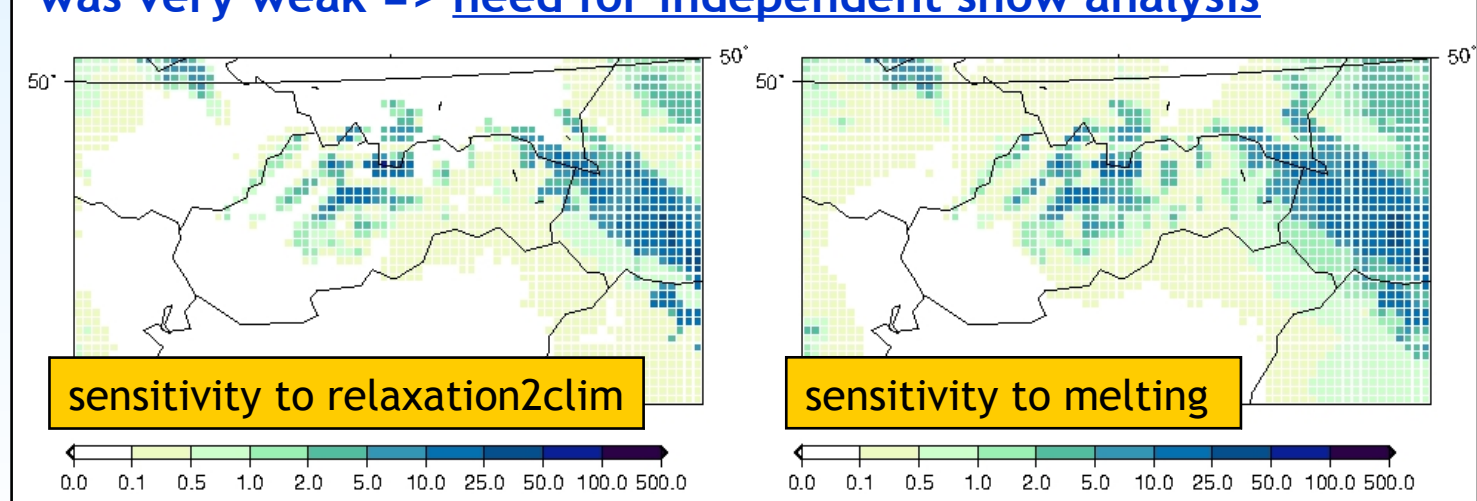 was very weak => need for independent snow analysis
50°
50°
50°
50°
sensitivity to relaxation2clim
sensitivity to melting
0.0 0.1 0.5 1.0 2.0 5.0 10.0 25.0 50.0 100.0 500.0
0.0 0.1 0.5 1.0 2.0 5.0 10.0 25.0 50.0 100.0 500.0